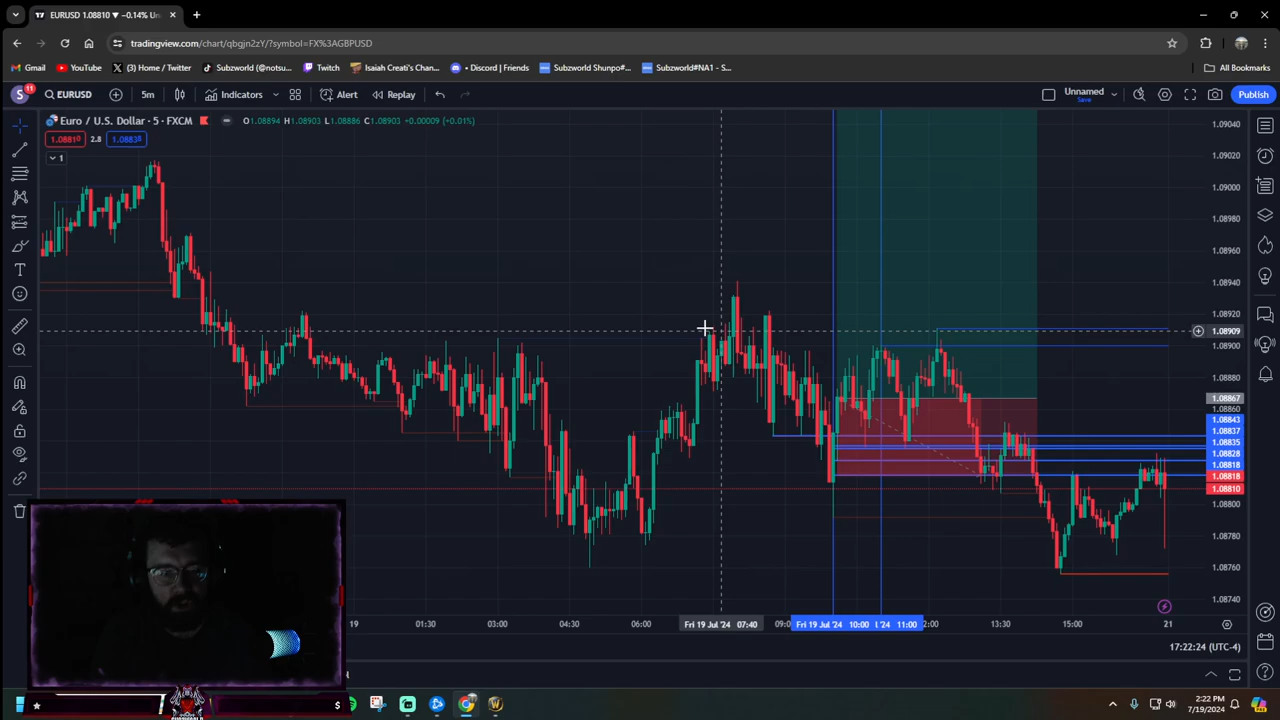 EURUSD 1.08810 ▼ −0.14% Un
tradingview.com/chart/qbgjn2zY/?symbol=FX%3AGBPUSD
Gmail
YouTube
(3) Home / Twitter
Subzworld (@notsu...
Twitch
Isaiah Creati's Chan...
Discord | Friends
Subzworld Shunpo#...
Subzworld#NA1 - S...
All Bookmarks
S
11
EURUSD
5m
Indicators
Alert
Replay
Unnamed
Save
Publish
Euro / U.S. Dollar · 5 · FXCM
O1.08894 H1.08903 L1.08886 C1.08903 +0.00009 (+0.01%)
1.08810
2.8
1.08838
1
1.09040
1.09020
1.09000
1.08980
1.08960
1.08940
1.08920
1.08909
1.08900
1.08880
1.08867
1.08860
1.08843
1.08837
1.08835
1.08828
1.08818
1.08818
1.08810
1.08800
1.08780
1.08760
1.08740
19
01:30
03:00
04:30
06:00
Fri 19 Jul '24 07:40
09:0
Fri 19 Jul '24 10:00
l '24 11:00
2:00
13:30
15:00
21
17:22:24 (UTC-4)
$
2:22 PM
7/19/2024